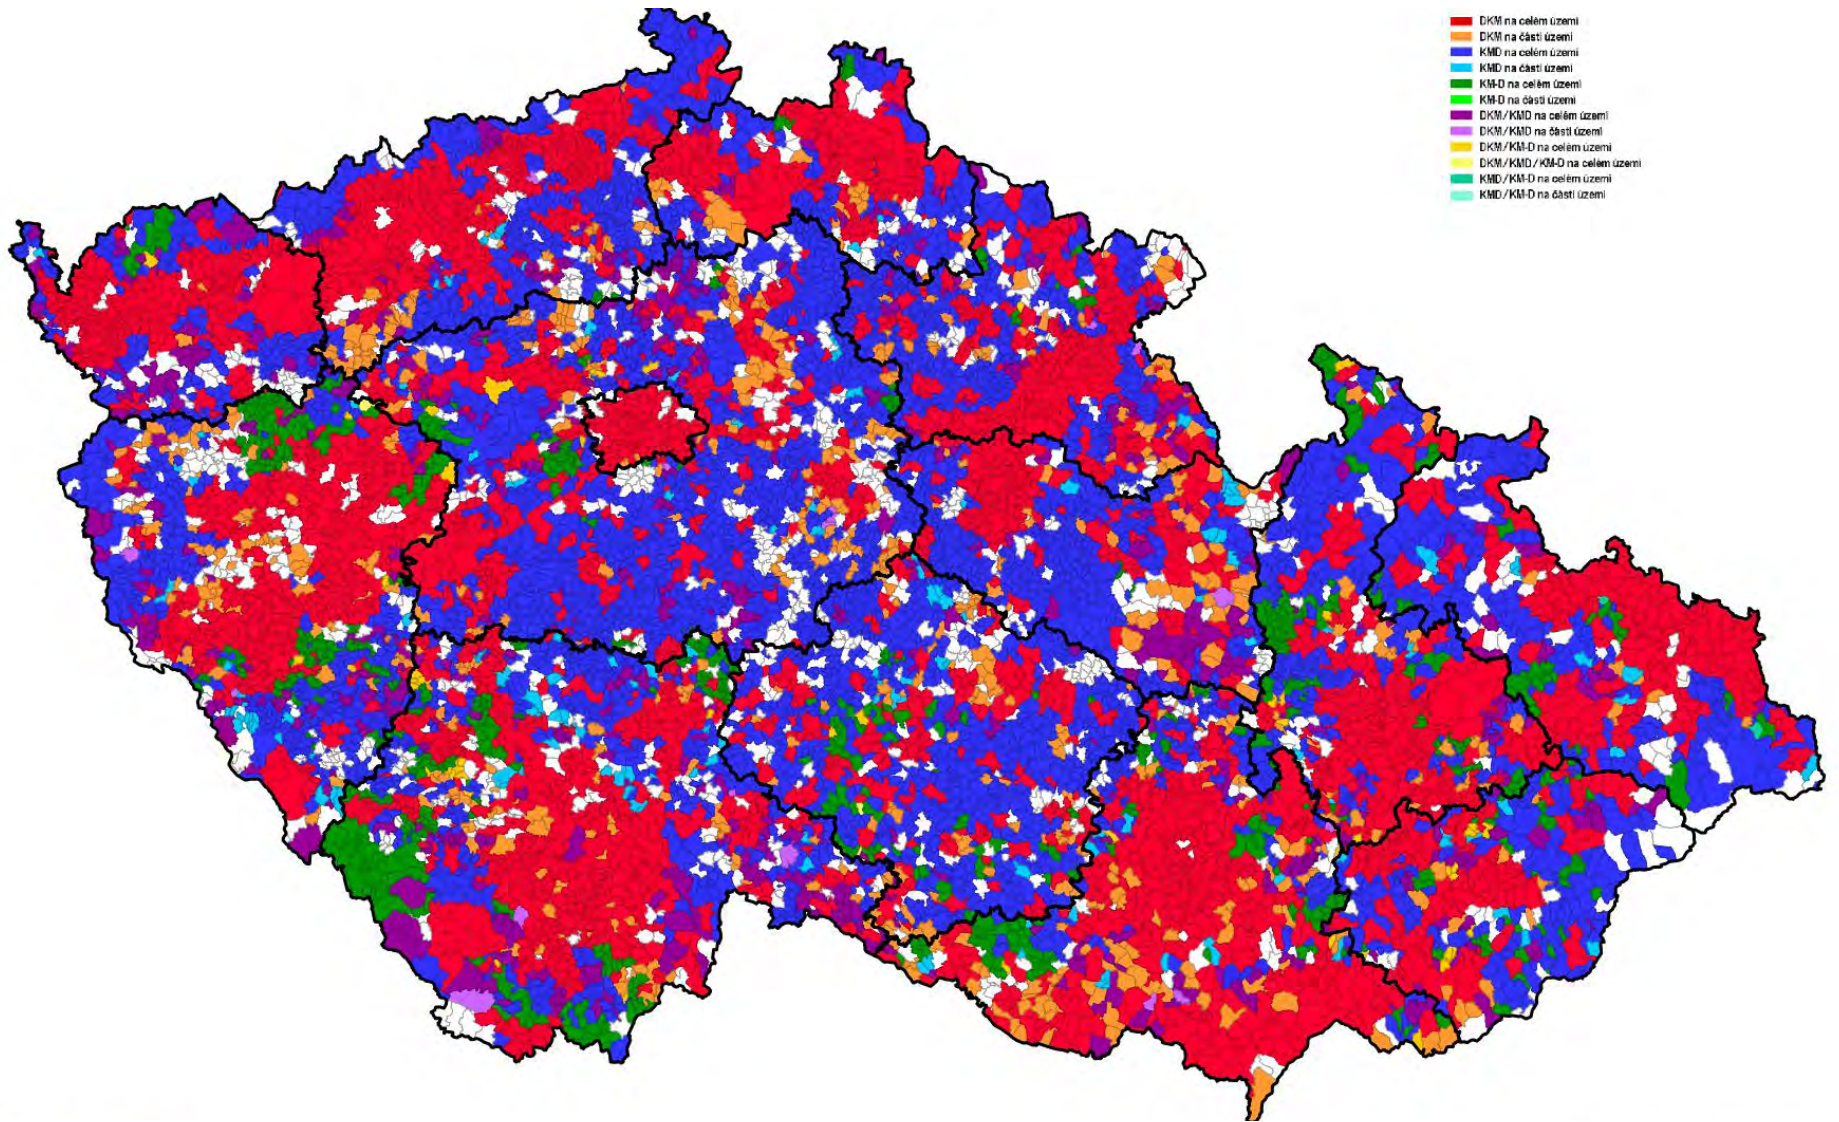 DKM na celém území
DKM na části území
KMD na celém území
KMD na části území
KM-D na celém území
KM-D na části území
DKM/KMD na celém území
DKM/KMD na části území
DKM/KM-D na celém území
DKM/KMD/KM-D na celém území
KMD/KM-D na celém území
KMD/KM-D na části území